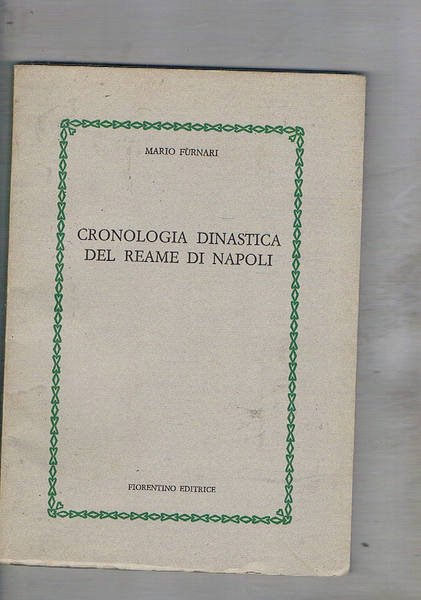 MARIO FURNARI
CRONOLOGIA DINASTICA
DEL REAME DI NAPOLI
FIORENTINO EDITRICE